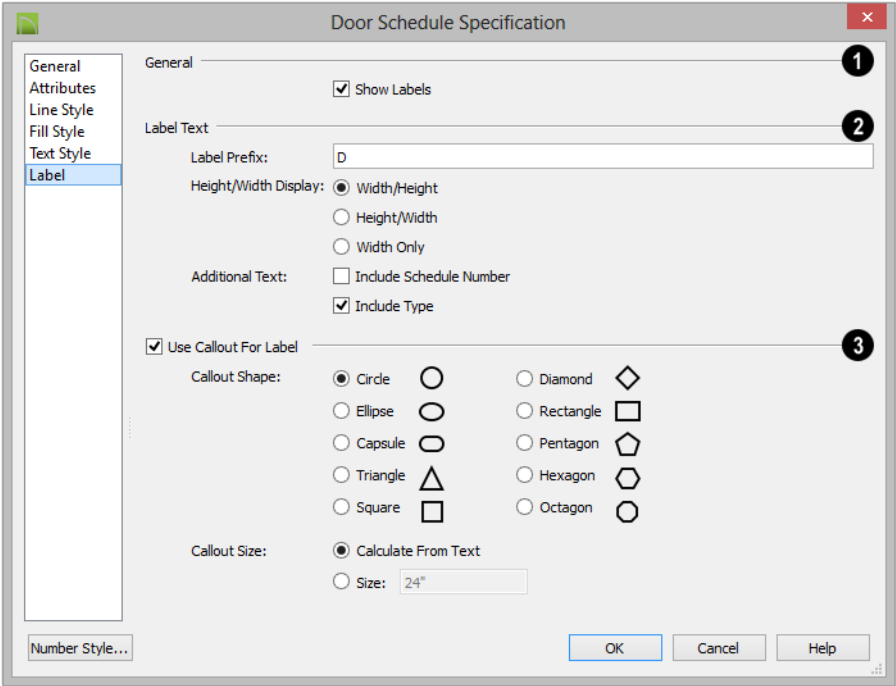 Door Schedule Specification
×
General
Attributes
Line Style
Fill Style
Text Style
Label
General
1
Show Labels
Label Text
2
Label Prefix: D
Height/Width Display: Width/Height
Height/Width
Width Only
Additional Text: Include Schedule Number
Include Type
Use Callout For Label
3
Callout Shape: Circle Diamond
Ellipse Rectangle
Capsule Pentagon
Triangle Hexagon
Square Octagon
Callout Size: Calculate From Text
Size: 24"
Number Style... OK Cancel Help